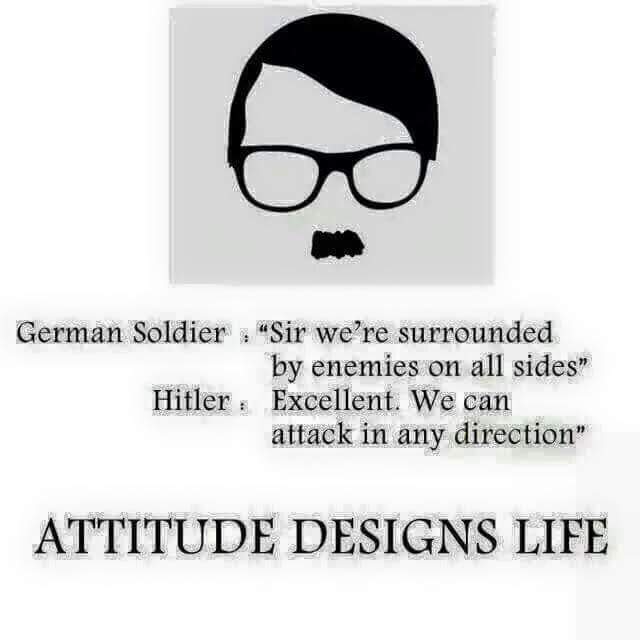 German Soldier : “Sir we’re surrounded
by enemies on all sides”
Hitler : Excellent. We can
attack in any direction”
ATTITUDE DESIGNS LIFE